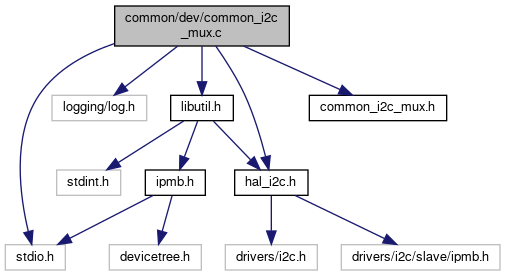 common/dev/common_i2c
_mux.c
logging/log.h
libutil.h
common_i2c_mux.h
stdint.h
ipmb.h
hal_i2c.h
stdio.h
devicetree.h
drivers/i2c.h
drivers/i2c/slave/ipmb.h